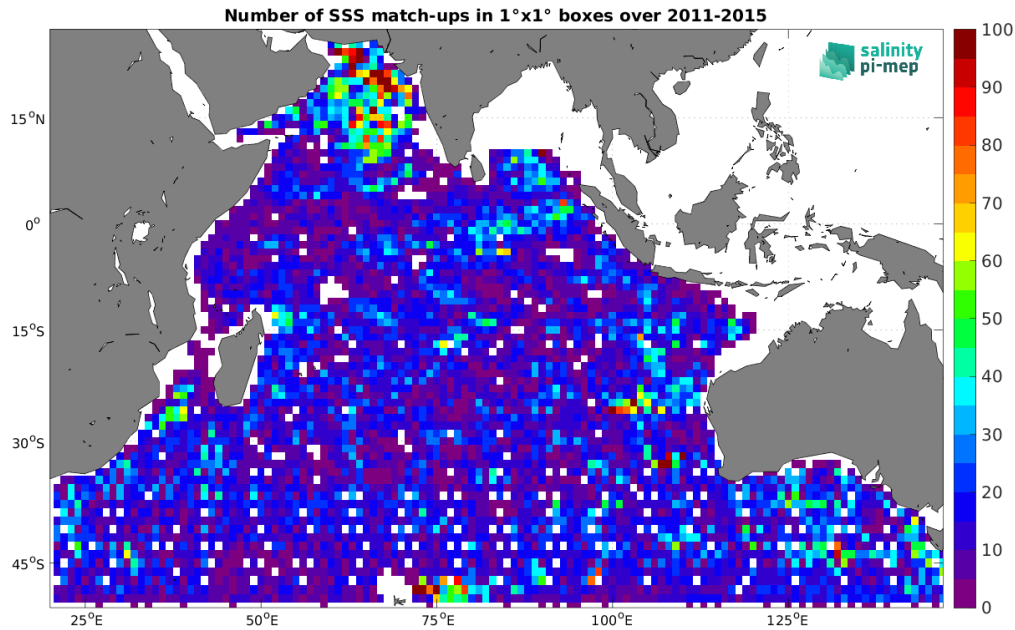 Number of SSS match-ups in 1°x1° boxes over 2011-2015
salinity
pi-mep
100
90
80
70
60
50
40
30
20
10
0
15°N
0°
15°S
30°S
45°S
25°E
50°E
75°E
100°E
125°E